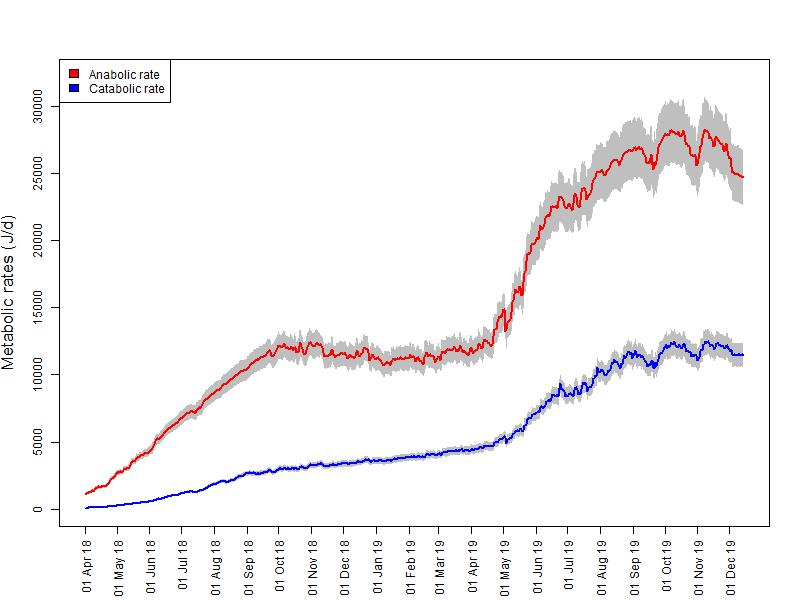 Anabolic rate
Catabolic rate
Metabolic rates (J/d)
30000
25000
20000
15000
10000
5000
0
01 Apr 18
01 May 18
01 Jun 18
01 Jul 18
01 Aug 18
01 Sep 18
01 Oct 18
01 Nov 18
01 Dec 18
01 Jan 19
01 Feb 19
01 Mar 19
01 Apr 19
01 May 19
01 Jun 19
01 Jul 19
01 Aug 19
01 Sep 19
01 Oct 19
01 Nov 19
01 Dec 19